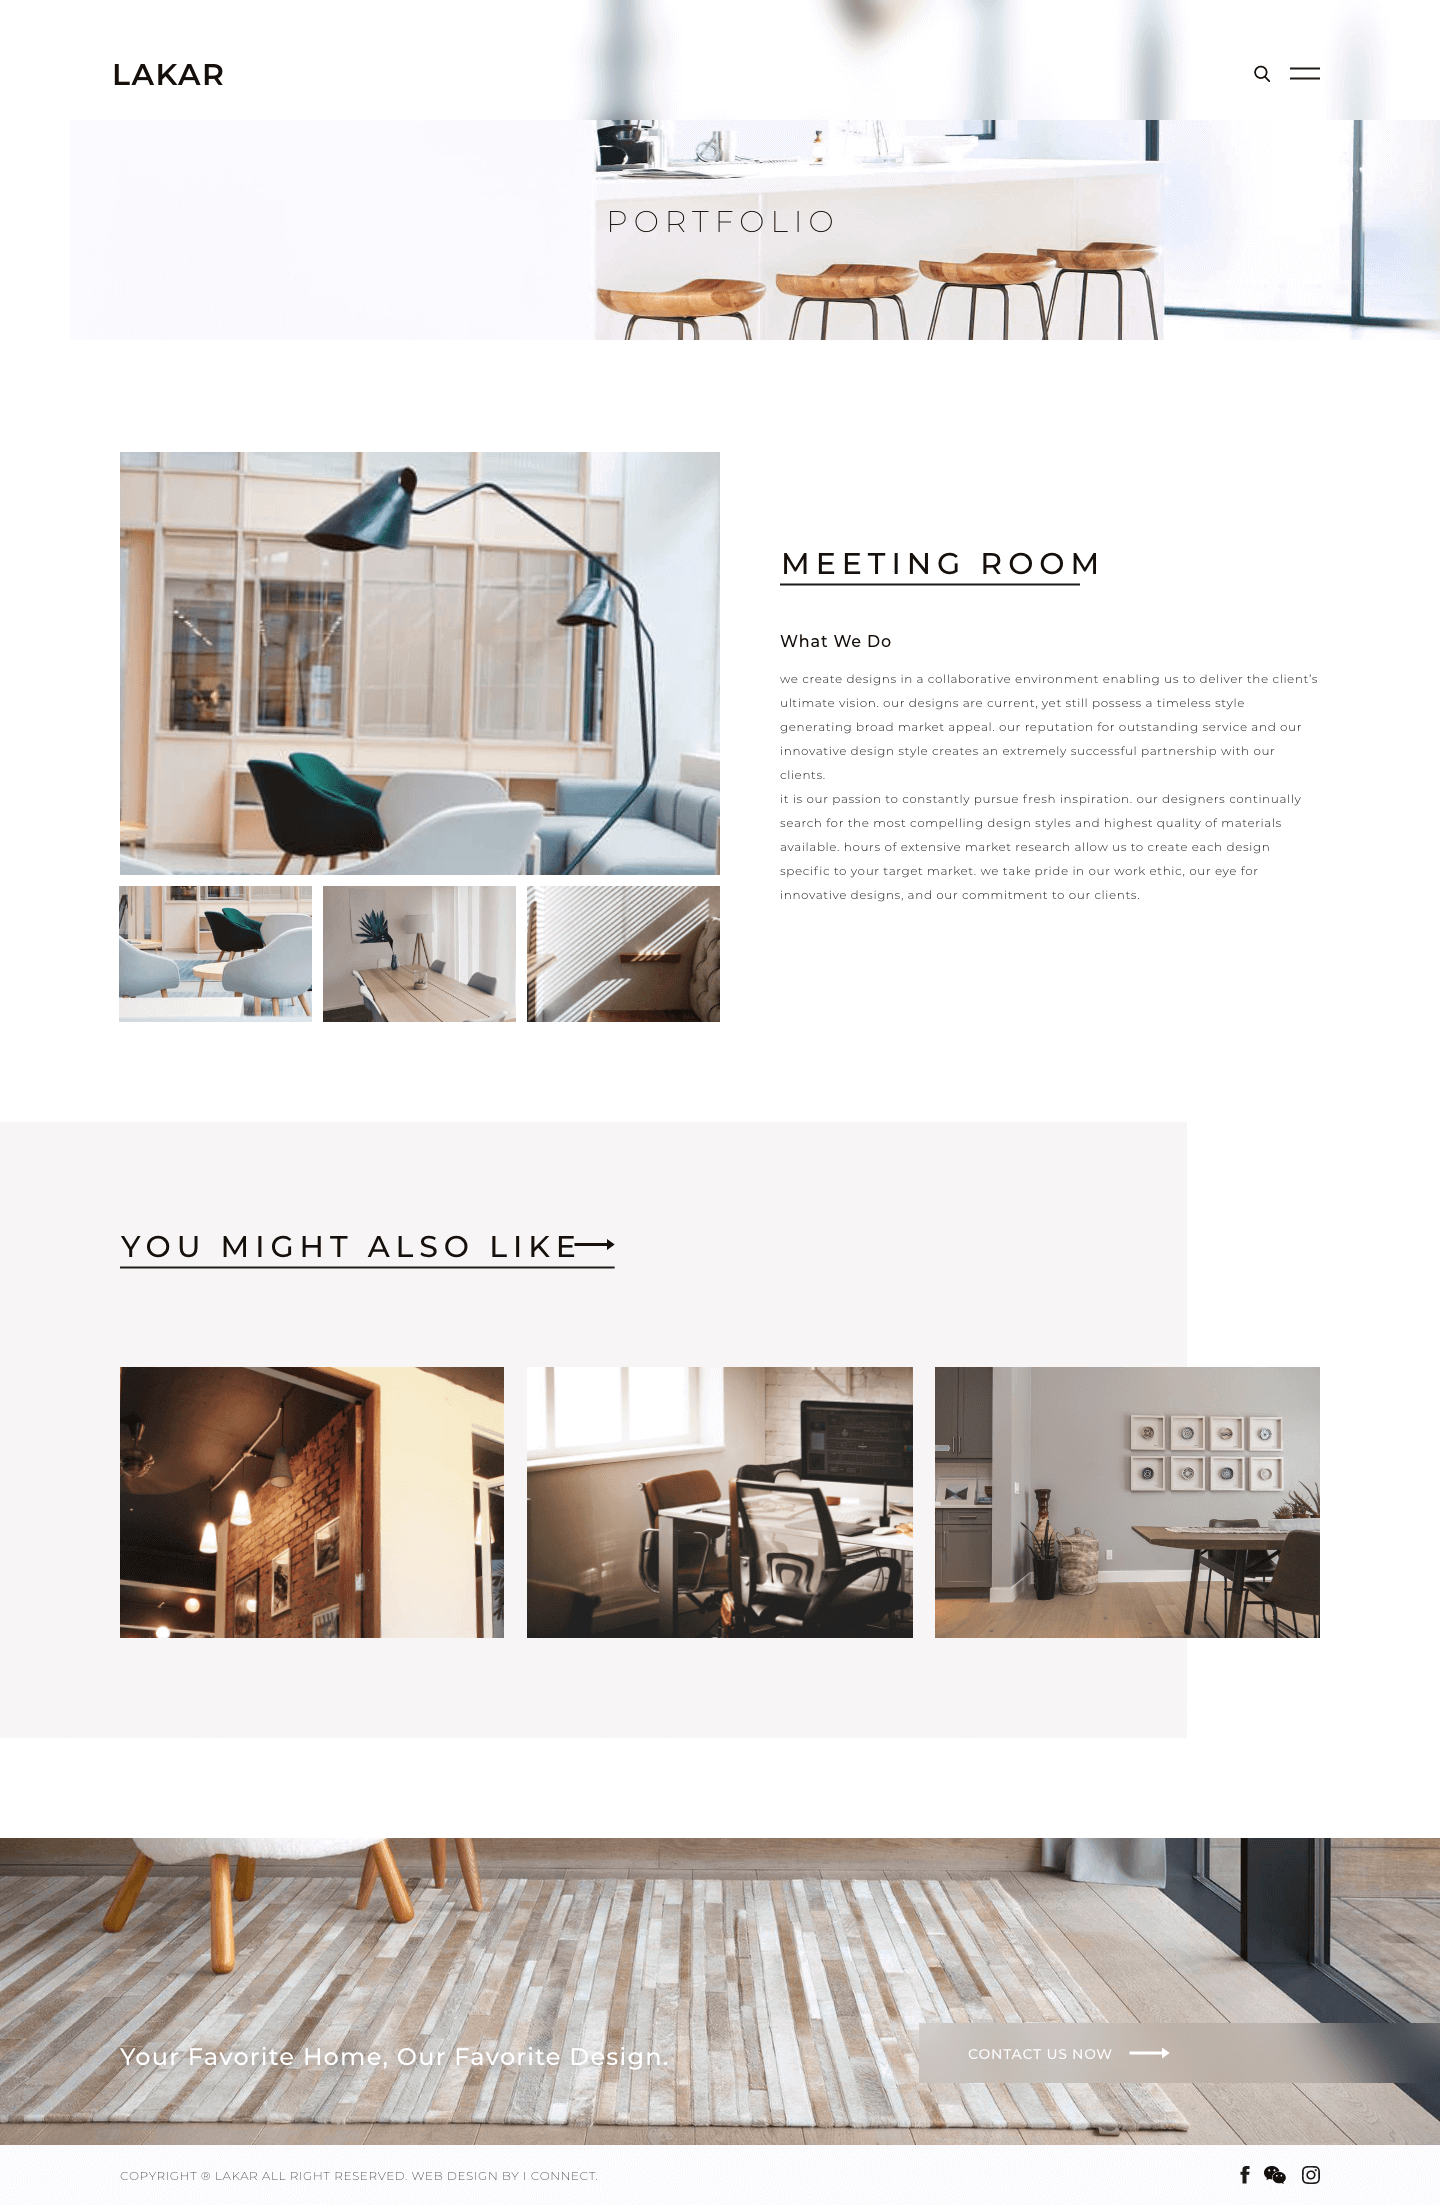 LAKAR
PORTFOLIO
MEETING ROOM
What We Do
we create designs in a collaborative environment enabling us to deliver the client's
ultimate vision. our designs are current, yet still possess a timeless style
generating broad market appeal. our reputation for outstanding service and our
innovative design style creates an extremely successful partnership with our
clients.
it is our passion to constantly pursue fresh inspiration. our designers continually
search for the most compelling design styles and highest quality of materials
available. hours of extensive market research allow us to create each design
specific to your target market. we take pride in our work ethic, our eye for
innovative designs, and our commitment to our clients.
YOU MIGHT ALSO LIKE
Your Favorite Home, Our Favorite Design.
CONTACT US NOW
COPYRIGHT ® LAKAR ALL RIGHT RESERVED. WEB DESIGN BY I CONNECT.